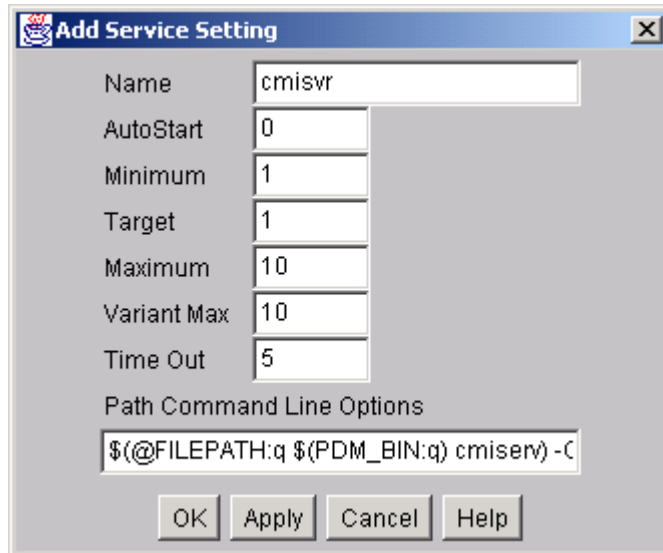 Add Service Setting
Name cmisvr
AutoStart 0
Minimum 1
Target 1
Maximum 10
Variant Max 10
Time Out 5
Path Command Line Options
$(@FILEPATH:q $(PDM_BIN:q) cmiserv)
OK Apply Cancel Help